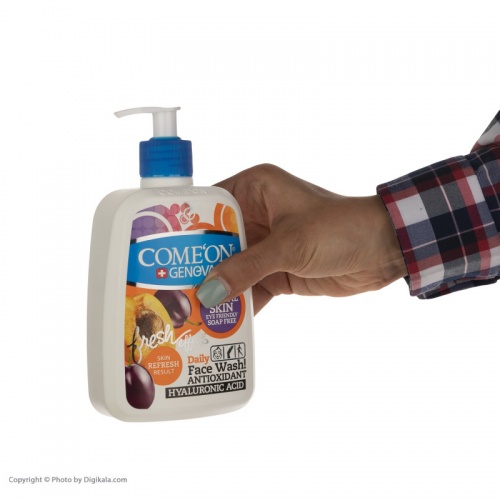 COME'ON
GENOVA
SKIN
EYE FRIENDLY
SOAP FREE
fresh
SKIN
REFRESH
RESULT
Daily
Face Wash!
ANTIOXIDANT
HYALURONIC ACID
Copyright © Photo by Digikala.com